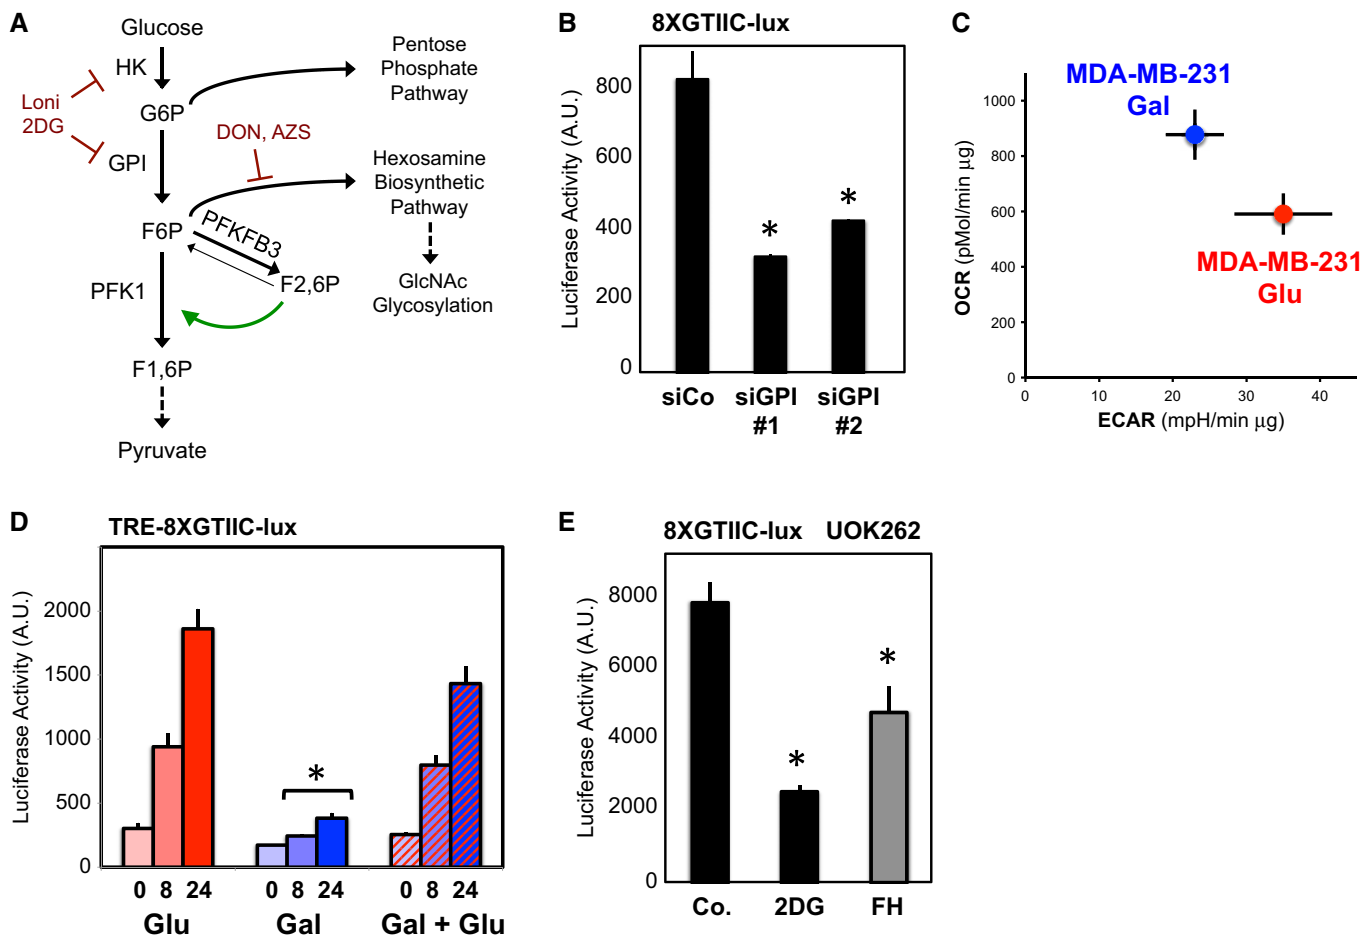 A
Glucose
HK
Loni
2DG
G6P
GPI
Pentose
Phosphate
Pathway
DON, AZS
Hexosamine
Biosynthetic
Pathway
F6P
PFKFB3
F2,6P
GlcNAc
Glycosylation
PFK1
F1,6P
Pyruvate
B
8XGTIIC-lux
Luciferase Activity (A.U.)
800
600
400
200
0
siCo
siGPI
#1
siGPI
#2
*
*
C
MDA-MB-231
Gal
MDA-MB-231
Glu
OCR (pMol/min µg)
1000
800
600
400
200
0
0
10
20
30
40
ECAR (mpH/min µg)
D
TRE-8XGTIIC-lux
Luciferase Activity (A.U.)
2000
1500
1000
500
0
*
0 8 24
0 8 24
0 8 24
Glu
Gal
Gal + Glu
E
8XGTIIC-lux UOK262
Luciferase Activity (A.U.)
8000
6000
4000
2000
0
*
*
Co.
2DG
FH